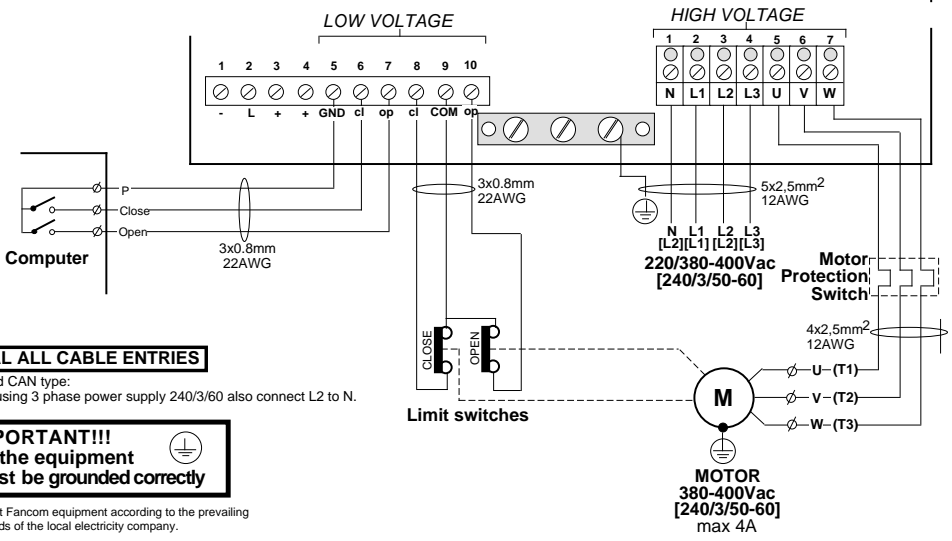 LOW VOLTAGE
HIGH VOLTAGE
1 2 3 4 5 6 7 8 9 10
- L + + GND cl op cl COM op
1 2 3 4 5 6 7
N L1 L2 L3 U V W
P
Close
Open
Computer
3x0.8mm
22AWG
3x0.8mm
22AWG
5x2,5mm2
12AWG
N L1 L2 L3
[L2][L1] [L2][L3]
220/380-400Vac
[240/3/50-60]
Motor
Protection
Switch
4x2,5mm2
12AWG
CLOSE
OPEN
Limit switches
M
U (T1)
V (T2)
W (T3)
MOTOR
380-400Vac
[240/3/50-60]
max 4A
ALL CABLE ENTRIES
CAN type:
using 3 phase power supply 240/3/60 also connect L2 to N.
PORTANT!!!
the equipment
st be grounded correctly
t Fancom equipment according to the prevailing
ds of the local electricity company.